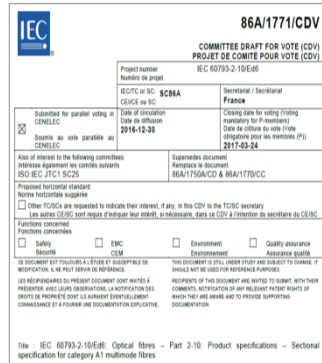 IEC
86A/1771/CDV
COMMITTEE DRAFT FOR VOTE (CDV)
PROJET DE COMITÉ POUR VOTE (CDV)
Project number
Numéro de projet
IEC 60793-2-10/Ed6
IEC/TC or SC: SC86A
CEI/CE ou SC:
Secretariat / Secrétariat
France
Submitted for parallel voting in CENELEC
Soumis au vote parallèle au CENELEC
Date of circulation
Date de diffusion
2016-12-30
Closing date for voting (Voting mandatory for P-members)
Date de clôture du vote (Vote obligatoire pour les membres (P))
2017-03-24
Also of interest to the following committees
Intéresse également les comités suivants
ISO:IEC JTC1 SC25
Supersedes document
Remplace le document
86A/1750A/CD & 86A/1770/CC
Proposed horizontal standard
Norme horizontale suggérée
Other TC/SCs are requested to indicate their interest, if any, in this CDV to the TC/SC secretary
Les autres CE/SC sont requis d'indiquer leur intérêt, si nécessaire, dans ce CDV à l'intention du secrétaire du CE/SC
Functions concerned
Fonctions concernées
Safety
Sécurité
EMC
CEM
Environment
Environnement
Quality assurance
Assurance qualité
CE DOCUMENT EST TOUJOURS À L'ÉTUDE ET SUSCEPTIBLE DE
MODIFICATION. IL NE PEUT SERVIR DE RÉFÉRENCE.
LES RÉCIPIENDAIRES DU PRÉSENT DOCUMENT SONT INVITÉS À
PRÉSENTER, AVEC LEURS OBSERVATIONS, LA NOTIFICATION DES
DROITS DE PROPRIÉTÉ DONT ILS AURAIENT ÉVENTUELLEMENT
CONNAISSANCE ET À FOURNIR UNE DOCUMENTATION EXPLICATIVE.
THIS DOCUMENT IS STILL UNDER STUDY AND SUBJECT TO CHANGE. IT
SHOULD NOT BE USED FOR REFERENCE PURPOSES.
RECIPIENTS OF THIS DOCUMENT ARE INVITED TO SUBMIT, WITH THEIR
COMMENTS, NOTIFICATION OF ANY RELEVANT PATENT RIGHTS OF
WHICH THEY ARE AWARE AND TO PROVIDE SUPPORTING
DOCUMENTATION.
Title : IEC 60793-2-10/Ed6: Optical fibres – Part 2-10: Product specifications – Sectional
specification for category A1 multimode fibres